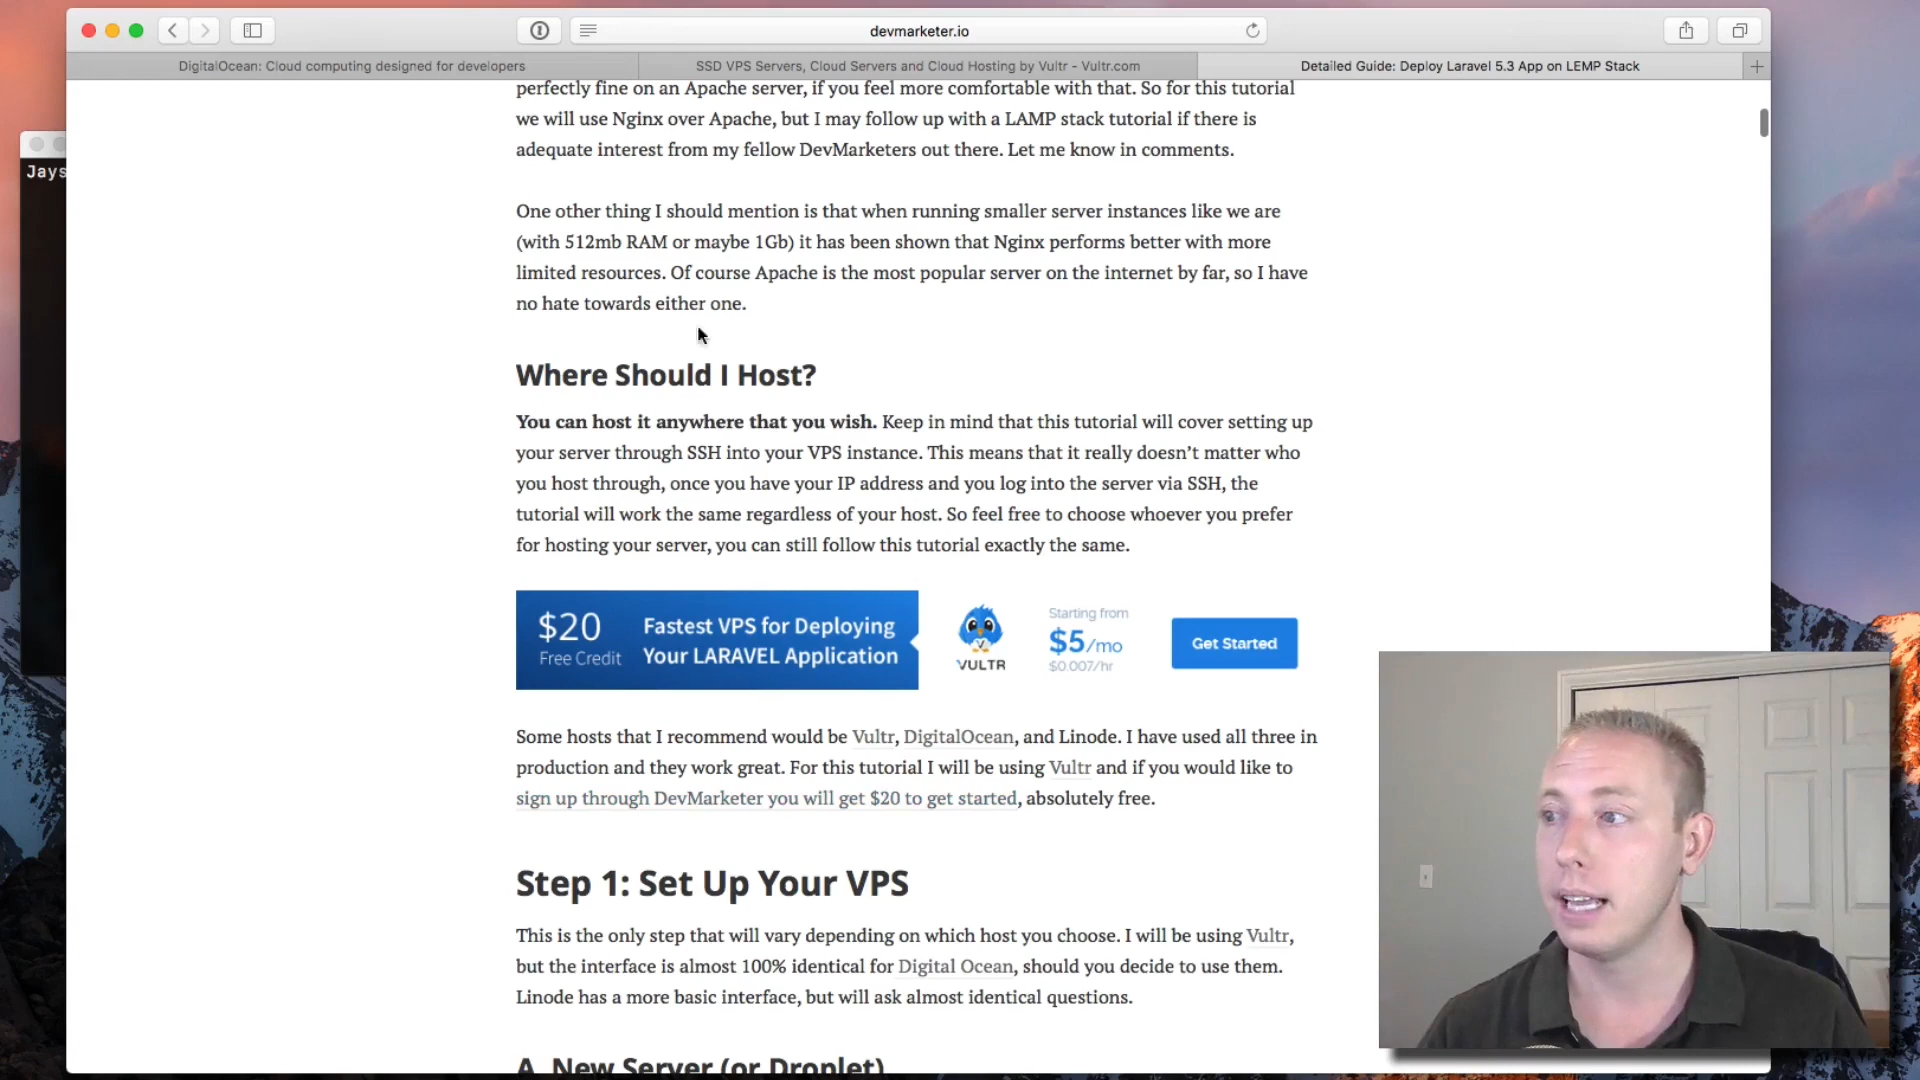 devmarketer.io
DigitalOcean: Cloud computing designed for developers
SSD VPS Servers, Cloud Servers and Cloud Hosting by Vultr - Vultr.com
Detailed Guide: Deploy Laravel 5.3 App on LEMP Stack
Jays
perfectly fine on an Apache server, if you feel more comfortable with that. So for this tutorial
we will use Nginx over Apache, but I may follow up with a LAMP stack tutorial if there is
adequate interest from my fellow DevMarketers out there. Let me know in comments.
One other thing I should mention is that when running smaller server instances like we are
(with 512mb RAM or maybe 1Gb) it has been shown that Nginx performs better with more
limited resources. Of course Apache is the most popular server on the internet by far, so I have
no hate towards either one.
Where Should I Host?
You can host it anywhere that you wish. Keep in mind that this tutorial will cover setting up
your server through SSH into your VPS instance. This means that it really doesn’t matter who
you host through, once you have your IP address and you log into the server via SSH, the
tutorial will work the same regardless of your host. So feel free to choose whoever you prefer
for hosting your server, you can still follow this tutorial exactly the same.
$20
Free Credit
Fastest VPS for Deploying
Your LARAVEL Application
VULTR
Starting from
$5/mo
$0.007/hr
Get Started
Some hosts that I recommend would be Vultr, DigitalOcean, and Linode. I have used all three in
production and they work great. For this tutorial I will be using Vultr and if you would like to
sign up through DevMarketer you will get $20 to get started, absolutely free.
Step 1: Set Up Your VPS
This is the only step that will vary depending on which host you choose. I will be using Vultr,
but the interface is almost 100% identical for Digital Ocean, should you decide to use them.
Linode has a more basic interface, but will ask almost identical questions.
A. New Server (or Droplet)